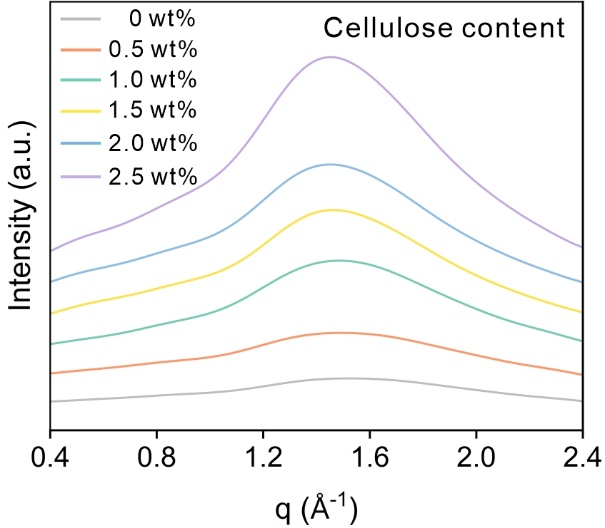 Cellulose content
0 wt%
0.5 wt%
1.0 wt%
1.5 wt%
2.0 wt%
2.5 wt%
Intensity (a.u.)
0.4 0.8 1.2 1.6 2.0 2.4
q (Å⁻¹)